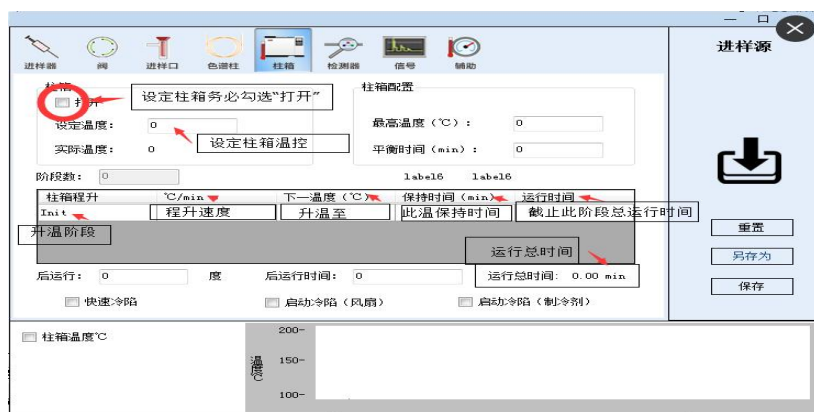 进样源
进样器 阀 进样口 色谱柱 柱箱 检测器 信号 辅助
柱箱 柱箱配置
打开 设定柱箱务必勾选“打开”
设定温度： 0 最高温度（℃）： 0
设定柱箱温控
实际温度： 0 平衡时间（min）： 0
阶段数： 0 label6 label6
柱箱程升 ℃/min 下一温度（℃） 保持时间（min） 运行时间
Init 程升速度 升温至 此温保持时间 截止此阶段总运行时间
升温阶段
运行总时间
后运行： 0 度 后运行时间： 0 运行总时间： 0.00 min
快速冷陷 启动冷陷（风扇） 启动冷陷（制冷剂）
重置
另存为
保存
柱箱温度℃
温度℃
200-
150-
100-